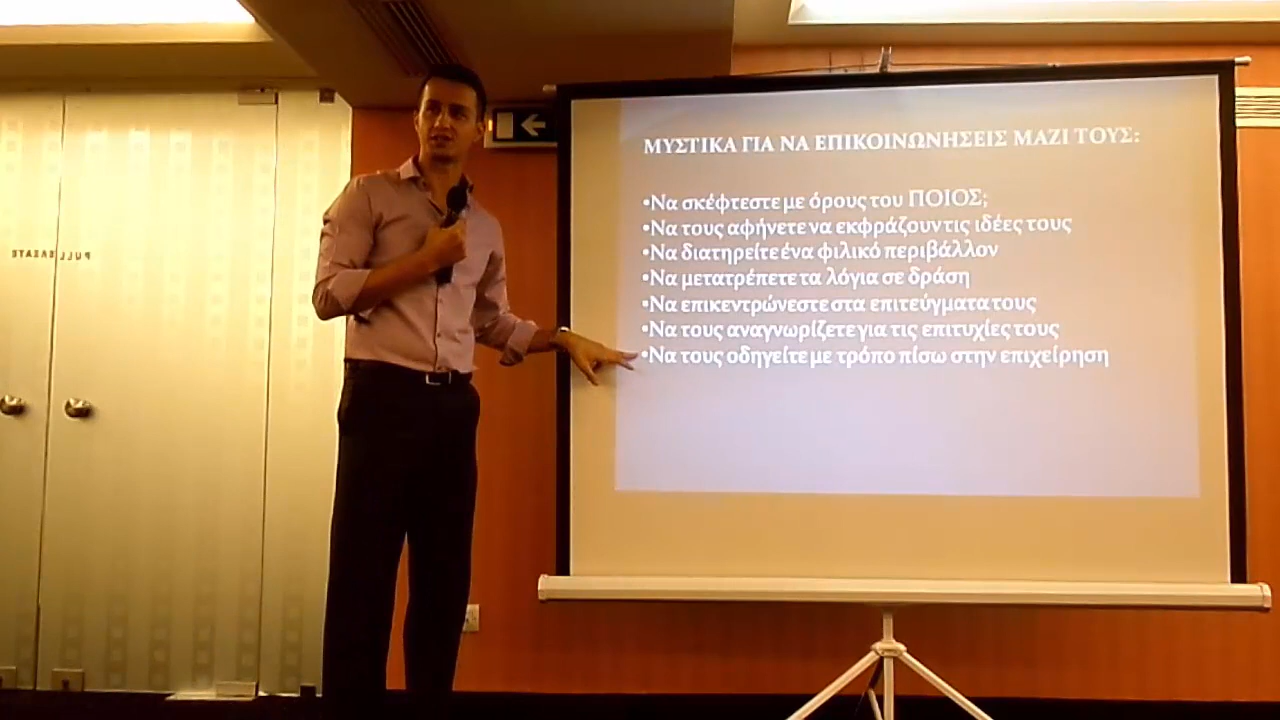 ΜΥΣΤΙΚΑ ΓΙΑ ΝΑ ΕΠΙΚΟΙΝΩΝΗΣΕΙΣ ΜΑΖΙ ΤΟΥΣ:
•Να σκέφτεστε με όρους του ΠΟΙΟΣ;
•Να τους αφήνετε να εκφράζουν τις ιδέες τους
•Να διατηρείτε ένα φιλικό περιβάλλον
•Να μετατρέπετε τα λόγια σε δράση
•Να επικεντρώνεστε στα επιτεύγματα τους
•Να τους αναγνωρίζετε για τις επιτυχίες τους
•Να τους οδηγείτε με τρόπο πίσω στην επιχείρηση
PULL